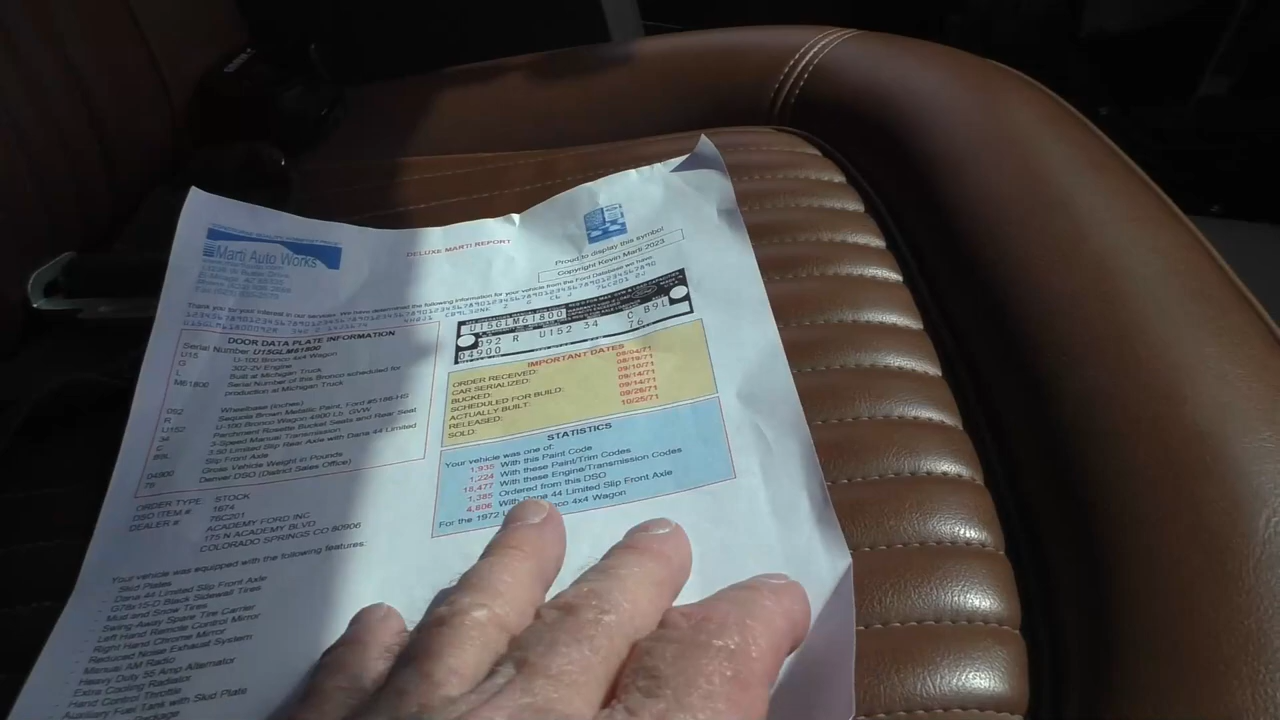 Marti Auto Works
DELUXE MARTI REPORT
Proud to display this symbol
Copyright Kevin Marti 2023
Thank you for your interest in our services. We have determined the following information for your vehicle from the Ford Database we have.
DOOR DATA PLATE INFORMATION
Serial Number U15GLM61800
U15 U-100 Bronco 4x4 Wagon
G 302-2V Engine
L Built at Michigan Truck
M61800 Serial Number of this Bronco scheduled for
production at Michigan Truck
092 Wheelbase (inches)
R Sequoia Brown Metallic Paint, Ford #5186-HS
U152 U-100 Bronco Wagon 4900 Lb. GVW
Parchment Rosette Bucket Seats and Rear Seat
34
C 3-Speed Manual Transmission
B9L 3.50 Limited Slip Rear Axle with Dana 44 Limited
Slip Front Axle
04900 Gross Vehicle Weight in Pounds
76 Denver DSO (District Sales Office)
U15GLM61800
092 R U152 34 C B9L
04900 76
IMPORTANT DATES
ORDER RECEIVED: 08/04/71
CAR SERIALIZED: 08/19/71
BUCKED: 09/10/71
SCHEDULED FOR BUILD: 09/14/71
ACTUALLY BUILT: 09/14/71
RELEASED: 09/26/71
SOLD: 10/25/71
STATISTICS
Your vehicle was one of:
1,935 With this Paint Code
1,224 With these Paint/Trim Codes
18,477 With these Engine/Transmission Codes
1,385 Ordered from this DSO
4,806 With Dana 44 Limited Slip Front Axle
For the 1972 4x4 Wagon
ORDER TYPE: STOCK
DSO ITEM # 1674
DEALER # 76C201
ACADEMY FORD INC
175 N ACADEMY BLVD
COLORADO SPRINGS CO 80906
Your vehicle was equipped with the following features:
- Skid Plates
- Dana 44 Limited Slip Front Axle
- G78x15-D Black Sidewall Tires
- Mud and Snow Tires
- Swing Away Spare Tire Carrier
- Left Hand Remote Control Mirror
- Right Hand Chrome Mirror
- Reduced Noise Exhaust System
- Manual AM Radio
- Heavy Duty 55 Amp Alternator
- Extra Cooling Radiator
- Hand Control Throttle
- Auxiliary Fuel Tank with Skid Plate
Package